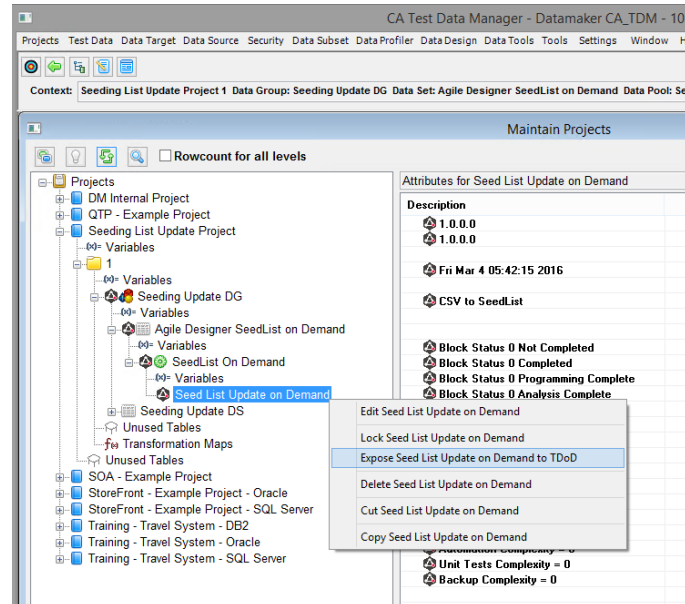 CA Test Data Manager - Datamaker CA_TDM - 10
Projects Test Data Data Target Data Source Security Data Subset Data Profiler Data Design Data Tools Tools Settings Window H
Context: Seeding List Update Project 1 Data Group: Seeding Update DG Data Set: Agile Designer SeedList on Demand Data Pool: Se
Maintain Projects
Rowcount for all levels
Projects
DM Internal Project
QTP - Example Project
Seeding List Update Project
(x)= Variables
1
(x)= Variables
Seeding Update DG
(x)= Variables
Agile Designer SeedList on Demand
(x)= Variables
SeedList On Demand
(x)= Variables
Seed List Update on Demand
Seeding Update DS
Unused Tables
Transformation Maps
Unused Tables
SOA - Example Project
StoreFront - Example Project - Oracle
StoreFront - Example Project - SQL Server
Training - Travel System - DB2
Training - Travel System - Oracle
Training - Travel System - SQL Server
Attributes for Seed List Update on Demand
Description
1.0.0.0
1.0.0.0
Fri Mar 4 05:42:15 2016
CSV to SeedList
Block Status 0 Not Completed
Block Status 0 Completed
Block Status 0 Programming Complete
Block Status 0 Analysis Complete
Edit Seed List Update on Demand
Lock Seed List Update on Demand
Expose Seed List Update on Demand to TDoD
Delete Seed List Update on Demand
Cut Seed List Update on Demand
Copy Seed List Update on Demand
Automation Complexity = 0
Unit Tests Complexity = 0
Backup Complexity = 0